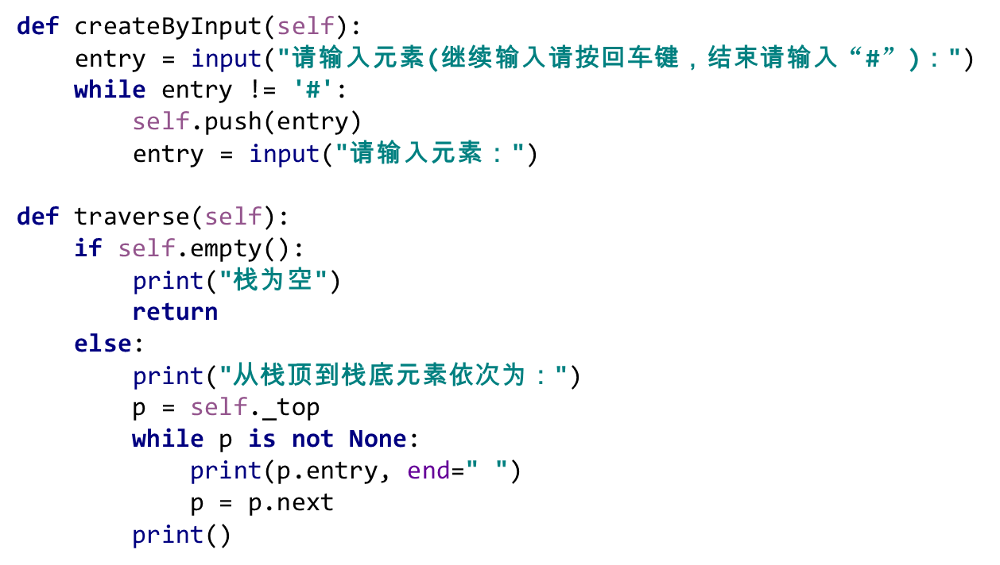 def createByInput(self):
    entry = input("请输入元素(继续输入请按回车键，结束请输入“#”)：")
    while entry != '#':
        self.push(entry)
        entry = input("请输入元素：")

def traverse(self):
    if self.empty():
        print("栈为空")
        return
    else:
        print("从栈顶到栈底元素依次为：")
        p = self._top
        while p is not None:
            print(p.entry, end=" ")
            p = p.next
        print()